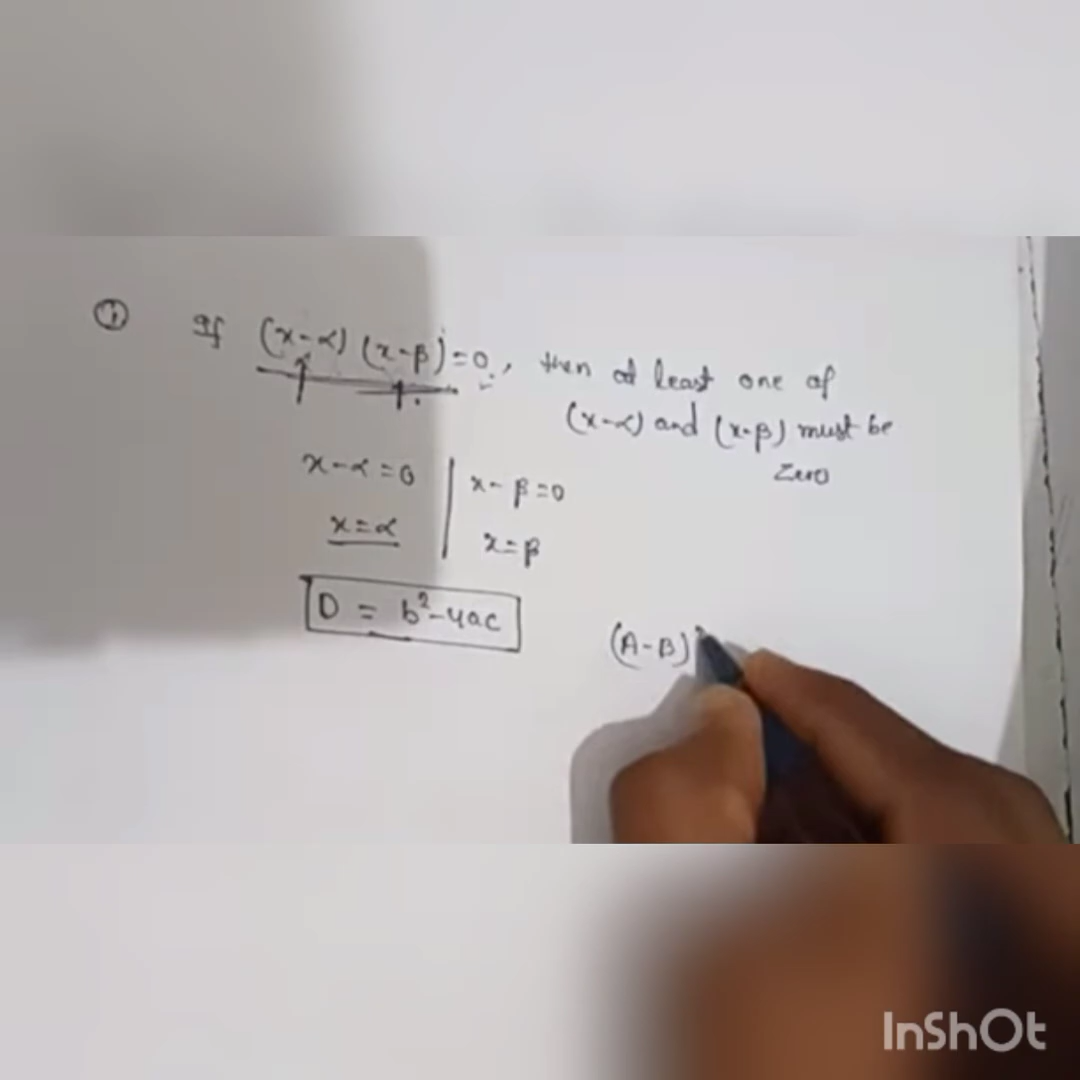 ① If (x-α) (x-β)=0, then at least one of
(x-α) and (x-β) must be
zero
x-α=0 | x-β=0
x=α | x=β
D = b²-4ac
(A-B)
InShOt